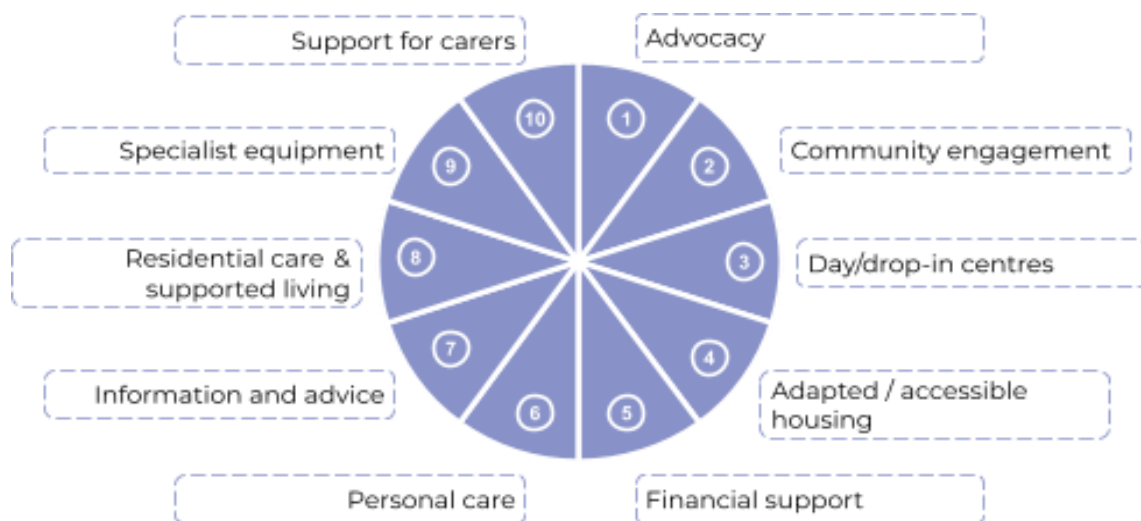 Support for carers
Advocacy
10
1
Specialist equipment
9
2
Community engagement
Residential care &
supported living
8
3
Day/drop-in centres
Information and advice
7
4
Adapted / accessible
housing
6
5
Personal care
Financial support